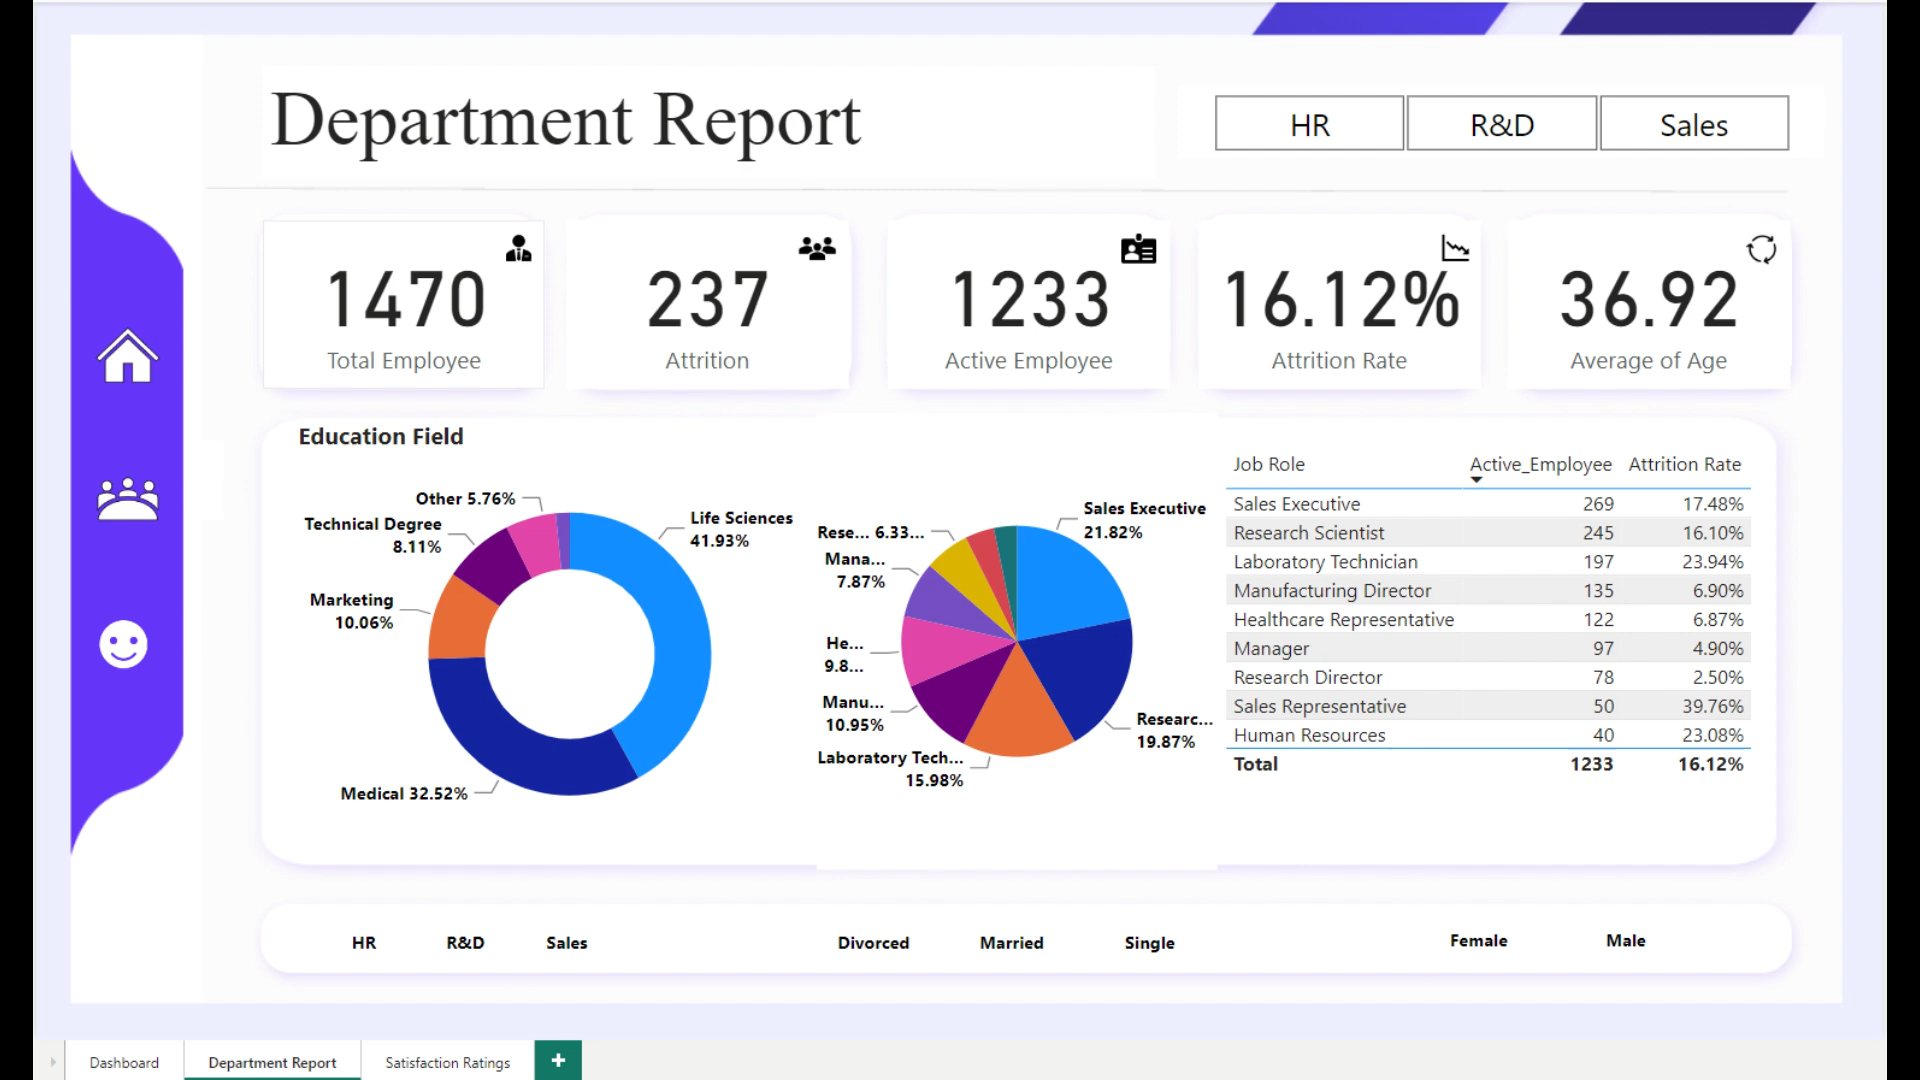 Department Report
HR
R&D
Sales
1470
Total Employee
237
Attrition
1233
Active Employee
16.12%
Attrition Rate
36.92
Average of Age
Education Field
Other 5.76%
Technical Degree
8.11%
Marketing
10.06%
Medical 32.52%
Life Sciences
41.93%
Rese... 6.33...
Mana...
7.87%
He...
9.8...
Manu...
10.95%
Laboratory Tech...
15.98%
Sales Executive
21.82%
Researc...
19.87%
Job Role Active_Employee Attrition Rate
Sales Executive 269 17.48%
Research Scientist 245 16.10%
Laboratory Technician 197 23.94%
Manufacturing Director 135 6.90%
Healthcare Representative 122 6.87%
Manager 97 4.90%
Research Director 78 2.50%
Sales Representative 50 39.76%
Human Resources 40 23.08%
Total 1233 16.12%
HR R&D Sales
Divorced Married Single
Female Male
Dashboard Department Report Satisfaction Ratings +